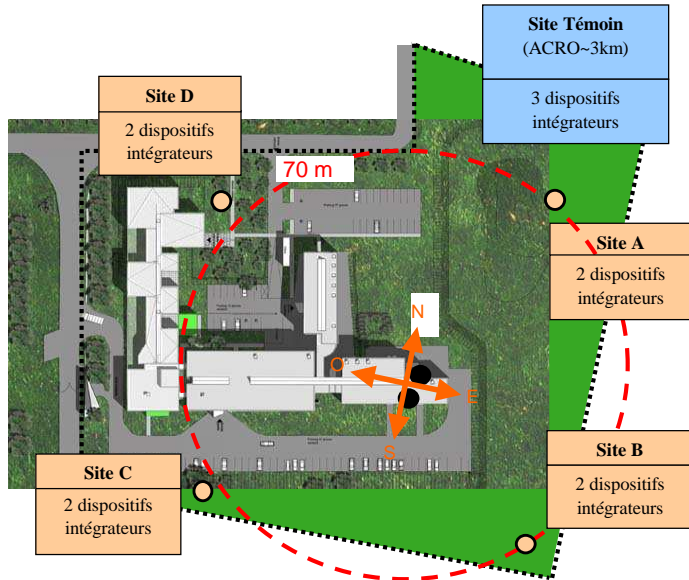 Site Témoin
(ACRO~3km)
3 dispositifs
intégrateurs
Site D
2 dispositifs
intégrateurs
70 m
Site A
2 dispositifs
intégrateurs
N
O
E
S
Site B
2 dispositifs
intégrateurs
Site C
2 dispositifs
intégrateurs